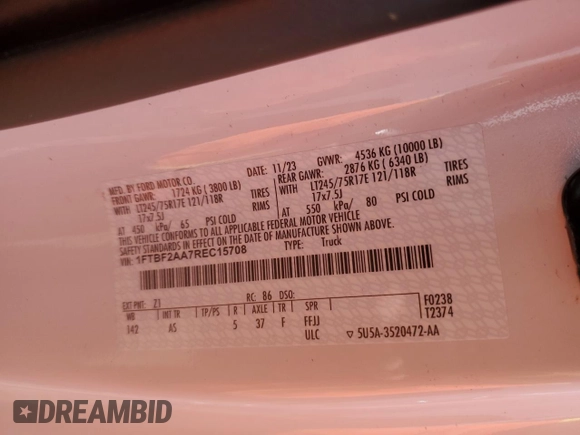 MFD. BY FORD MOTOR CO.
11/23 GVWR: 4536 KG (10000 LB)
FRONT GAWR: 1724 KG ( 3800 LB)
REAR GAWR: 2876 KG ( 6340 LB)
WITH LT245/75R17E 121/118R TIRES
WITH LT245/75R17E 121/118R TIRES
17x7.5J RIMS
17x7.5J RIMS
AT 450 kPa/ 65 PSI COLD
AT 550 kPa/ 80 PSI COLD
THIS VEHICLE CONFORMS TO ALL APPLICABLE FEDERAL MOTOR VEHICLE
SAFETY STANDARDS IN EFFECT ON THE DATE OF MANUFACTURE SHOWN ABOVE.
VIN: 1FTBF2AA7REC15708
TYPE: Truck
EXT PNT: Z1 RC: 86 DSO:
WB INT TR TP/PS R AXLE TR SPR
142 AS 5 37 F FFJJ
ULC
F0238
T2374
▽ 5U5A-3520472-AA
DREAMBID